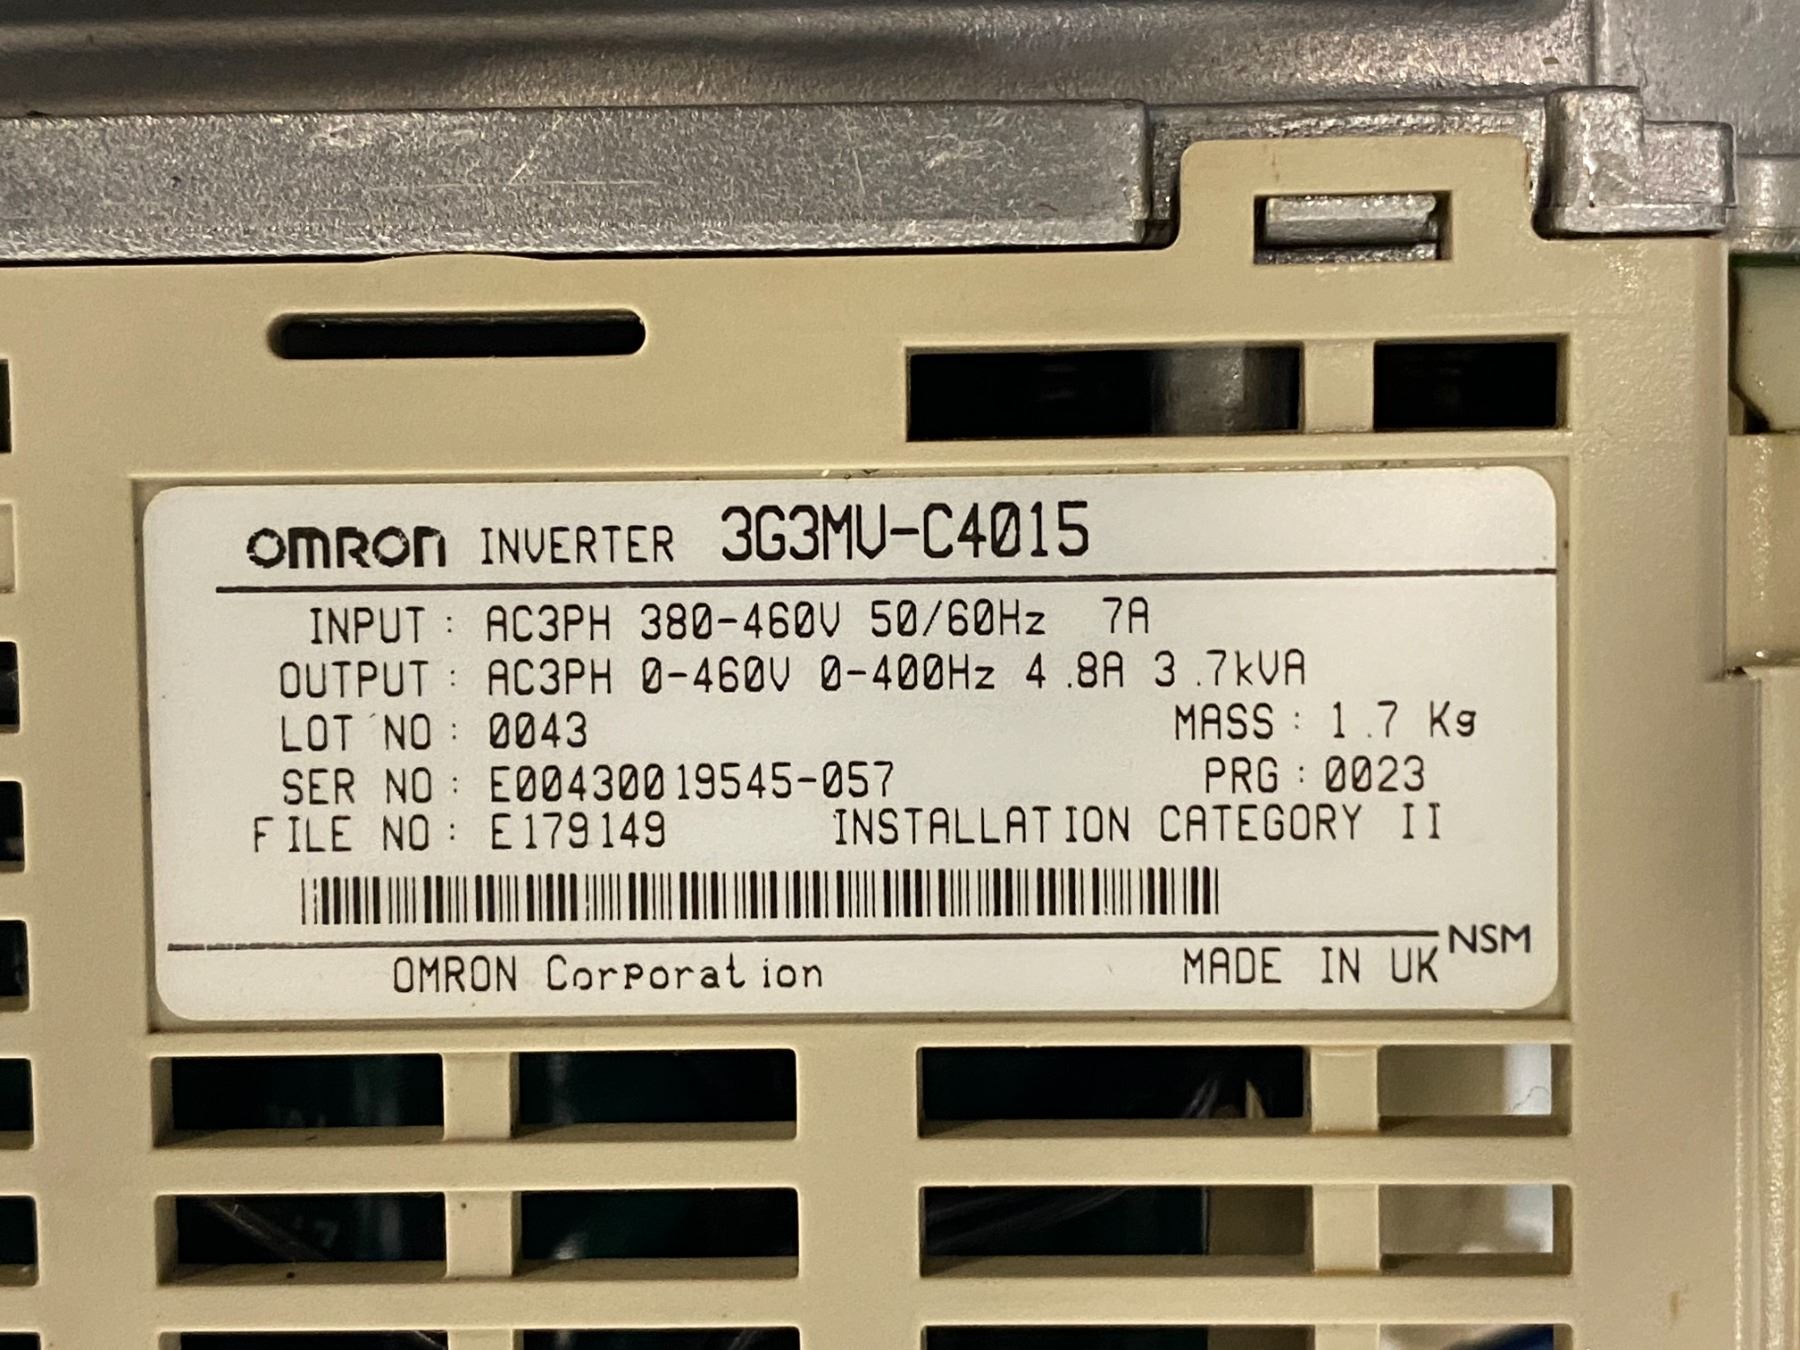 OMRON INVERTER 3G3MV-C4015
INPUT : AC3PH 380-460V 50/60Hz 7A
OUTPUT : AC3PH 0-460V 0-400Hz 4.8A 3.7kVA
LOT NO : 0043 MASS : 1.7 Kg
SER NO : E00430019545-057 PRG : 0023
FILE NO : E179149 INSTALLATION CATEGORY II
NSM
OMRON Corporation MADE IN UK